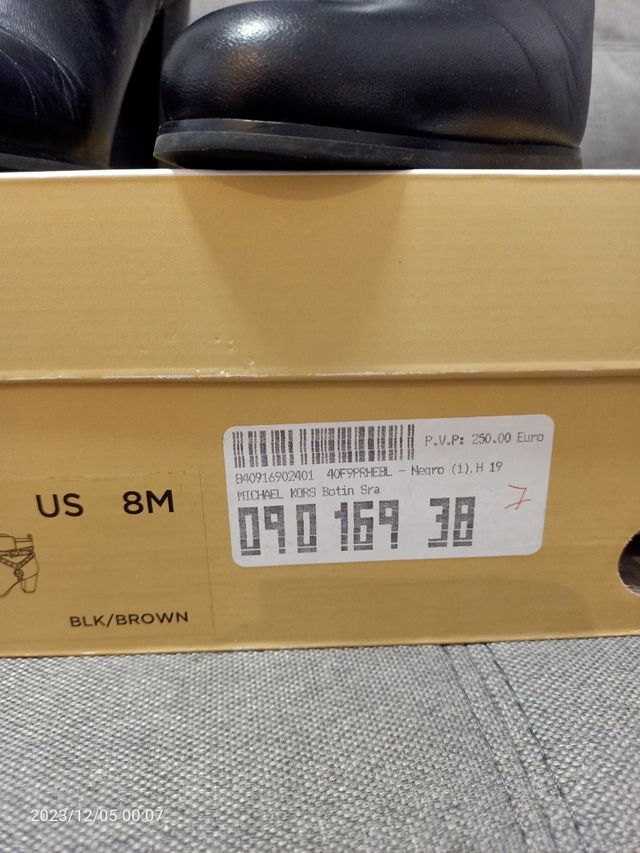 P.V.P: 250.00 Euro
840916902401 40F9PRHE8L - Negro (1).H 19
MICHAEL KORS Botin Sra
7
090 169 38
US 8M
BLK/BROWN
2023/12/05 00:07